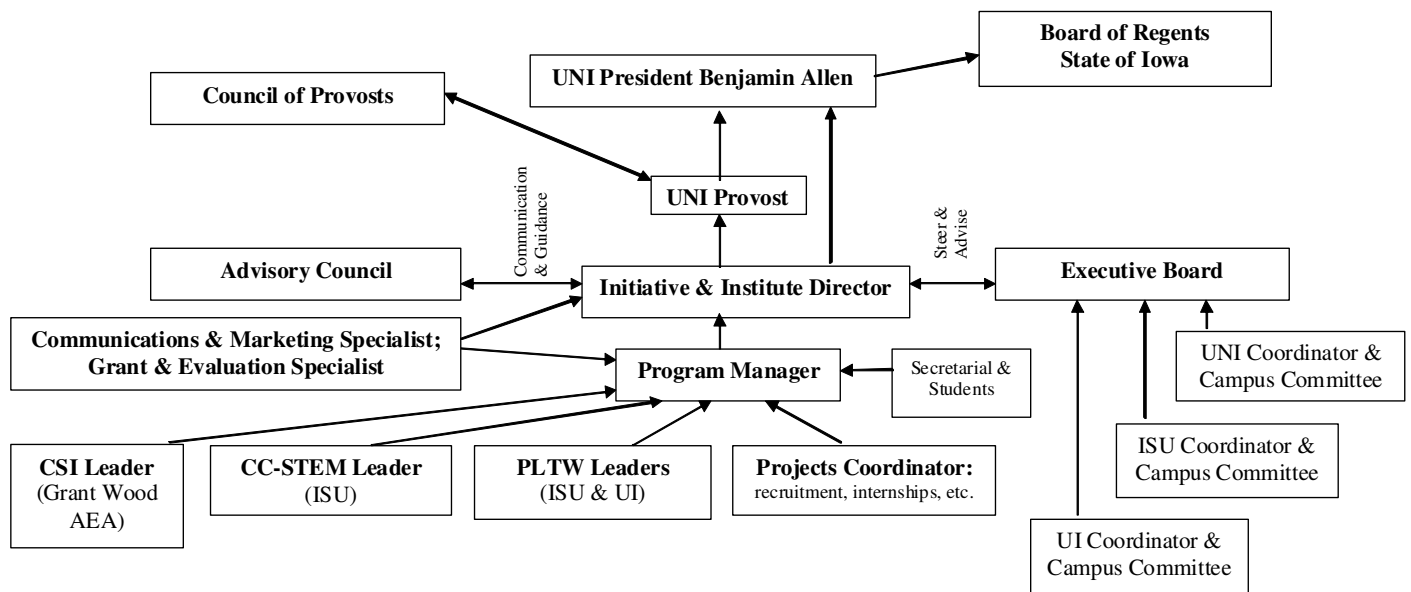 Board of Regents
State of Iowa
UNI President Benjamin Allen
Council of Provosts
UNI Provost
Communication
& Guidance
Steer &
Advise
Advisory Council
Initiative & Institute Director
Executive Board
Communications & Marketing Specialist;
Grant & Evaluation Specialist
Program Manager
Secretarial &
Students
UNI Coordinator &
Campus Committee
CSI Leader
(Grant Wood
AEA)
CC-STEM Leader
(ISU)
PLTW Leaders
(ISU & UI)
Projects Coordinator:
recruitment, internships, etc.
ISU Coordinator &
Campus Committee
UI Coordinator &
Campus Committee